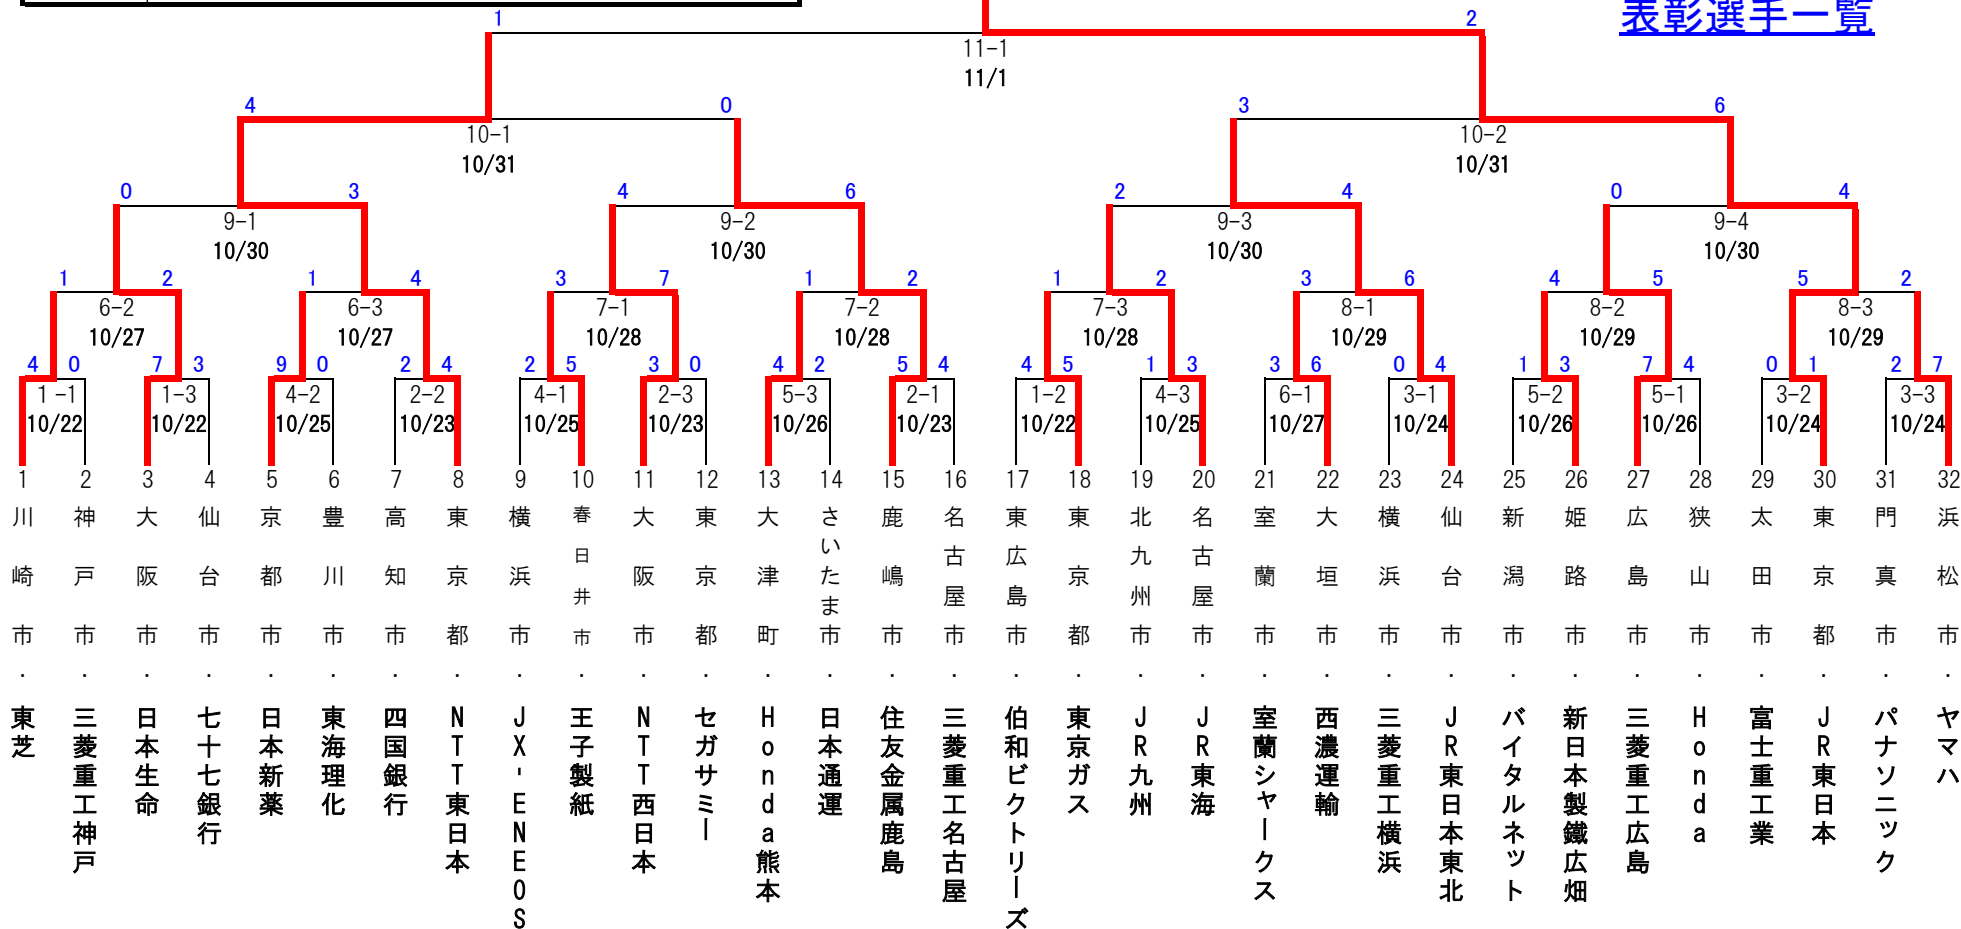 表彰選手一覧
1 2
11-1
11/1
4 0 3 6
10-1 10-2
10/31 10/31
0 3 4 6 2 4 0 4
9-1 9-2 9-3 9-4
10/30 10/30 10/30 10/30
1 2 1 4 3 7 1 2 1 2 3 6 4 5 5 2
6-2 6-3 7-1 7-2 7-3 8-1 8-2 8-3
10/27 10/27 10/28 10/28 10/28 10/29 10/29 10/29
4 0 7 3 9 0 2 4 2 5 3 0 4 2 5 4 4 5 1 3 3 6 0 4 1 3 7 4 0 1 2 7
1 -1 1-3 4-2 2-2 4-1 2-3 5-3 2-1 1-2 4-3 6-1 3-1 5-2 5-1 3-2 3-3
10/22 10/22 10/25 10/23 10/25 10/23 10/26 10/23 10/22 10/25 10/27 10/24 10/26 10/26 10/24 10/24
1 2 3 4 5 6 7 8 9 10 11 12 13 14 15 16 17 18 19 20 21 22 23 24 25 26 27 28 29 30 31 32
川崎市・東芝
神戸市・三菱重工神戸
大阪市・日本生命
仙台市・七十七銀行
京都市・日本新薬
豊川市・東海理化
高知市・四国銀行
東京都・NTT東日本
横浜市・JX-ENEOS
春日井市・王子製紙
大阪市・NTT西日本
東京都・セガサミー
大津町・Honda熊本
さいたま市・日本通運
鹿嶋市・住友金属鹿島
名古屋市・三菱重工名古屋
東広島市・伯和ビクトリーズ
東京都・東京ガス
北九州市・JR九州
名古屋市・JR東海
室蘭市・室蘭シャークス
大垣市・西濃運輸
横浜市・三菱重工横浜
仙台市・JR東日本東北
新潟市・バイタルネット
姫路市・新日本製鐵広畑
広島市・三菱重工広島
狭山市・Honda
太田市・富士重工業
東京都・JR東日本
門真市・パナソニック
浜松市・ヤマハ